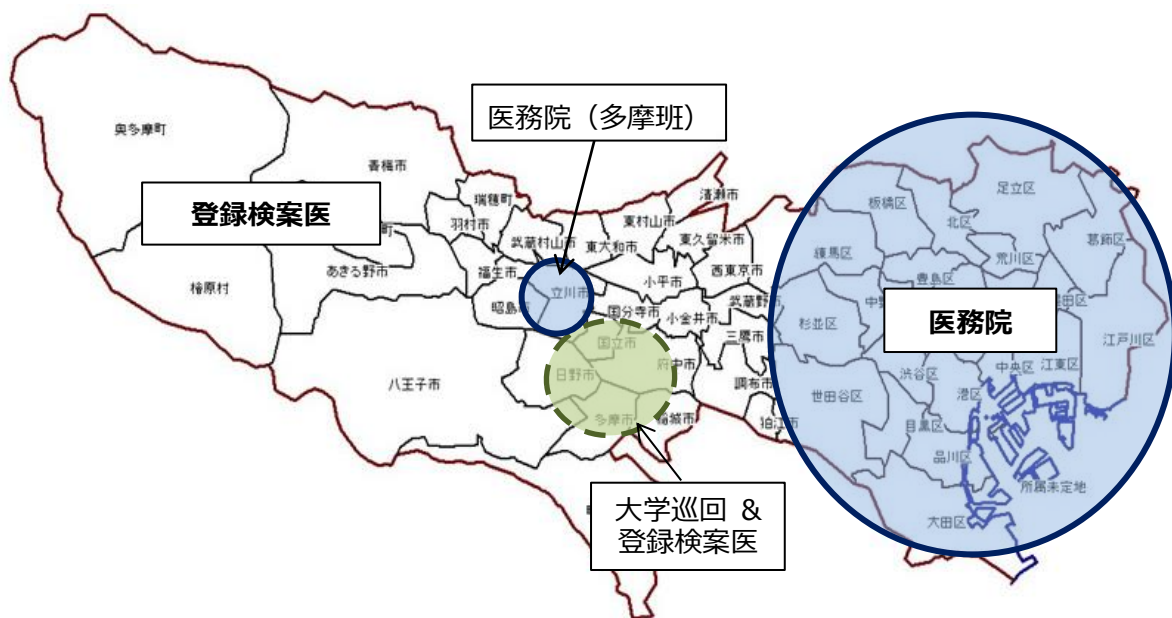 医務院（多摩班）
奥多摩町
青梅市
登録検案医
瑞穂町
羽村市
清瀬市
東村山市
武蔵村山市
東大和市
東久留米市
町
あきる野市
檜原村
福生市
昭島市
立川市
小平市
西東京市
国分寺市
小金井市
武蔵野市
三鷹市
国立市
府中市
日野市
八王子市
調布市
多摩市
稲城市
狛江市
大学巡回 &
登録検案医
足立区
板橋区
北区
葛飾区
練馬区
荒川区
豊島区
杉並区
医務院
江戸川区
中央区
江東区
渋谷区
港区
世田谷区
目黒区
品川区
所属未定地
大田区